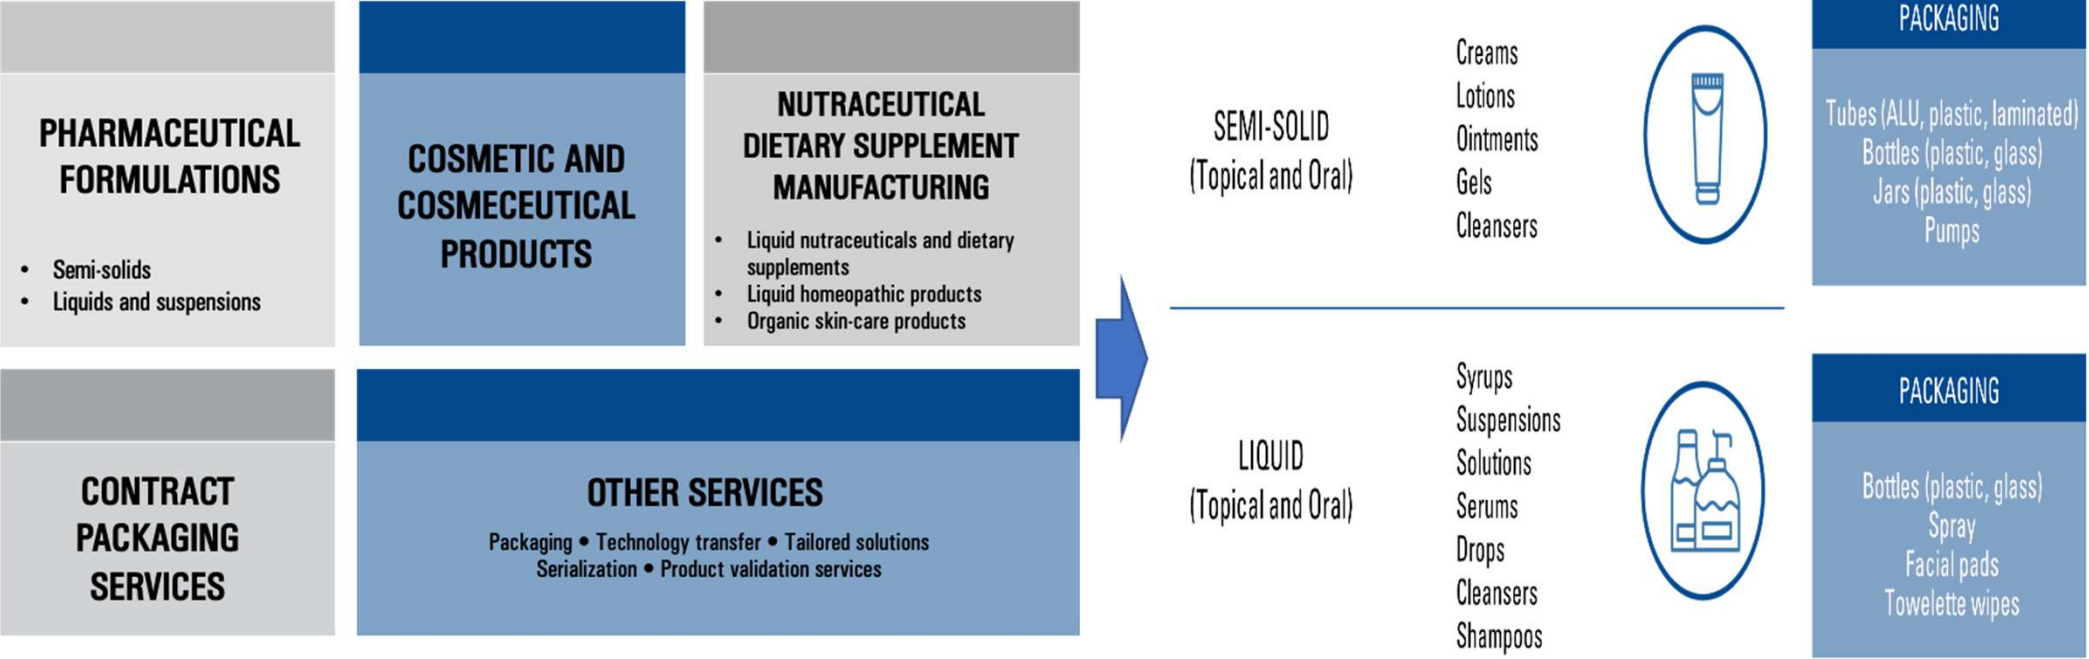 PHARMACEUTICAL
FORMULATIONS
• Semi-solids
• Liquids and suspensions
COSMETIC AND
COSMECEUTICAL
PRODUCTS
NUTRACEUTICAL
DIETARY SUPPLEMENT
MANUFACTURING
• Liquid nutraceuticals and dietary
supplements
• Liquid homeopathic products
• Organic skin-care products
CONTRACT
PACKAGING
SERVICES
OTHER SERVICES
Packaging • Technology transfer • Tailored solutions
Serialization • Product validation services
SEMI-SOLID
(Topical and Oral)
Creams
Lotions
Ointments
Gels
Cleansers
PACKAGING
Tubes (ALU, plastic, laminated)
Bottles (plastic, glass)
Jars (plastic, glass)
Pumps
LIQUID
(Topical and Oral)
Syrups
Suspensions
Solutions
Serums
Drops
Cleansers
Shampoos
PACKAGING
Bottles (plastic, glass)
Spray
Facial pads
Towelette wipes